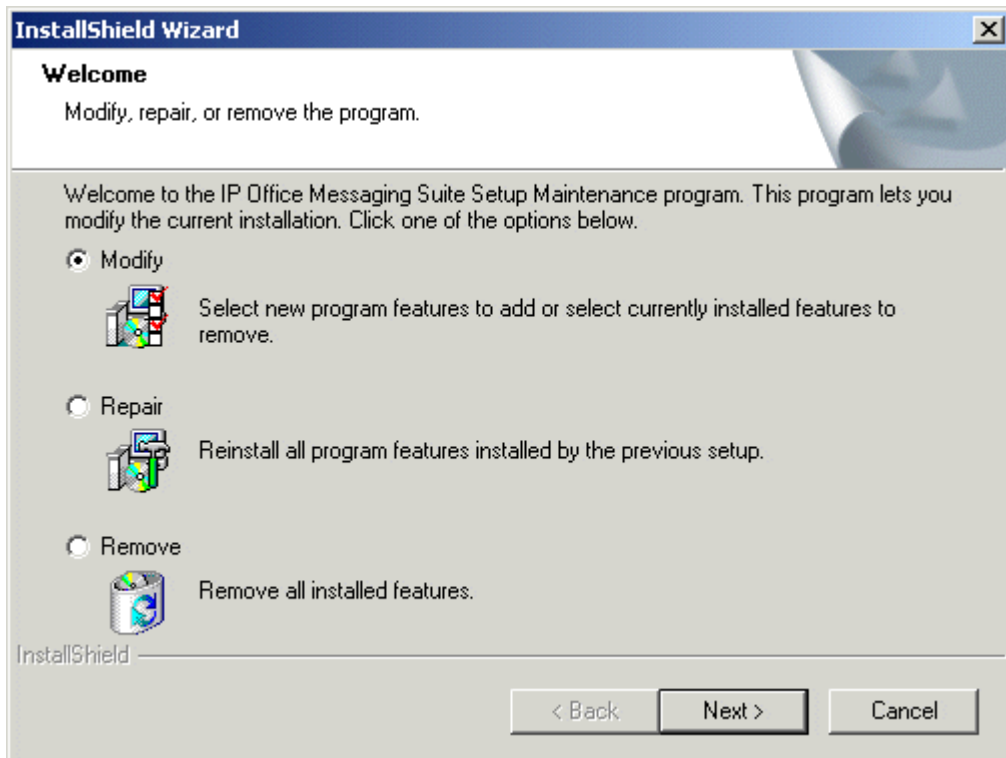 InstallShield Wizard
Welcome
Modify, repair, or remove the program.
Welcome to the IP Office Messaging Suite Setup Maintenance program. This program lets you
modify the current installation. Click one of the options below.
Modify
Select new program features to add or select currently installed features to
remove.
Repair
Reinstall all program features installed by the previous setup.
Remove
Remove all installed features.
InstallShield
< Back
Next >
Cancel